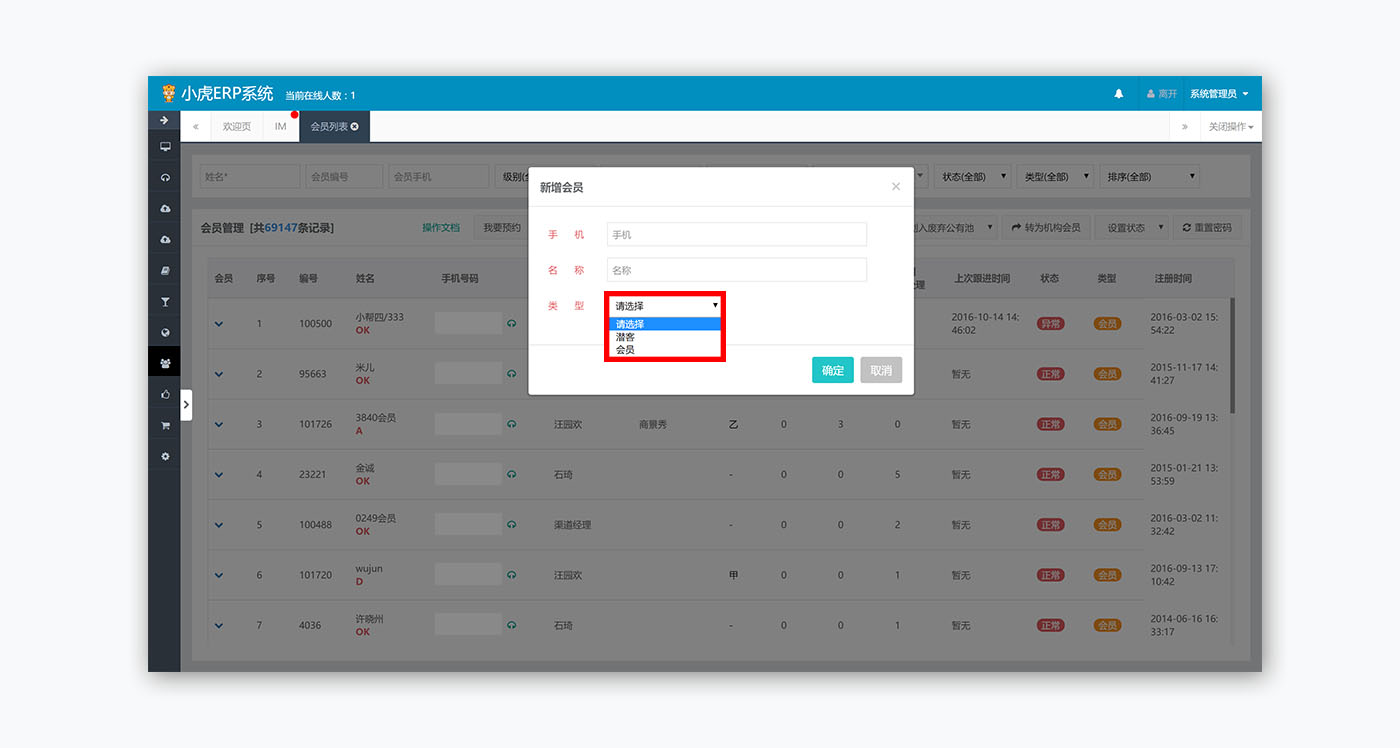 小虎ERP系统 当前在线人数：1 离开 系统管理员
欢迎页 IM 会员列表 关闭操作
姓名* 会员编号 会员手机 状态(全部) 类型(全部) 排序(全部)
会员管理 [共69147条记录] 操作文档 我要预约 入废弃公有池 转为机构会员 设置状态 重置密码
新增会员 ×
手 机 手机
名 称 名称
类 型 请选择
请选择
潜客
会员
确定 取消
会员 序号 编号 姓名 手机号码 上次跟进时间 状态 类型 注册时间
1 100500 小帮四/333 OK 2016-10-14 14:46:02 异常 会员 2016-03-02 15:54:22
2 95663 米儿 OK 暂无 正常 会员 2015-11-17 14:41:27
3 101726 3840会员 A 汪园欢 商景秀 乙 0 3 0 暂无 正常 会员 2016-09-19 13:36:45
4 23221 金诚 OK 石琦 - 0 0 5 暂无 正常 会员 2015-01-21 13:53:59
5 100488 0249会员 OK 渠道经理 - 0 0 2 暂无 正常 会员 2016-03-02 11:32:42
6 101720 wujun D 汪园欢 甲 0 0 1 暂无 正常 会员 2016-09-13 17:10:42
7 4036 许晓州 OK 石琦 - 0 0 1 暂无 正常 会员 2014-06-16 16:33:17